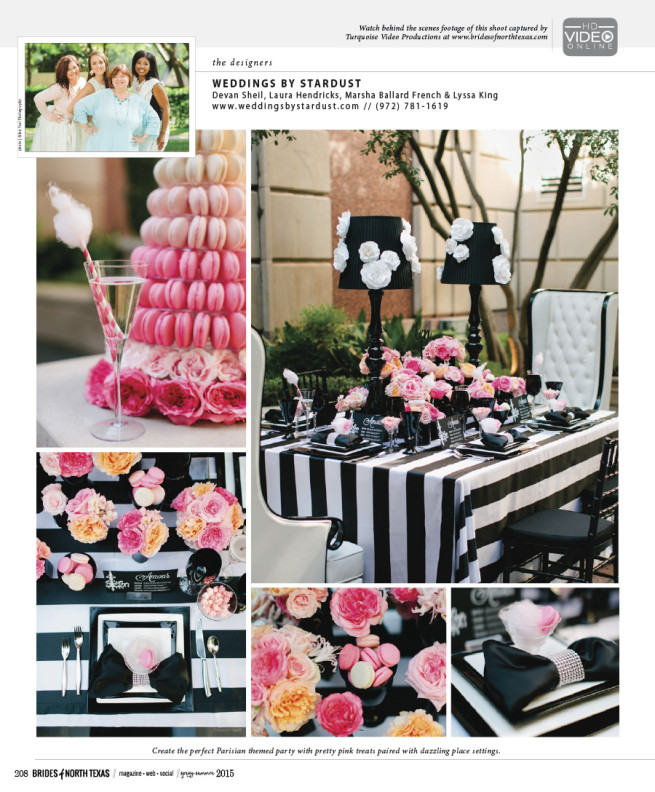 Watch behind the scenes footage of this shoot captured by
Turquoise Video Productions at www.bridesofnorthtexas.com
HD
VIDEO
ONLINE
the designers
WEDDINGS BY STARDUST
Devan Sheil, Laura Hendricks, Marsha Ballard French & Lyssa King
www.weddingsbystardust.com // (972) 781-1619
Create the perfect Parisian themed party with pretty pink treats paired with dazzling place settings.
208 BRIDES of NORTH TEXAS / magazine • web • social / spring summer 2015